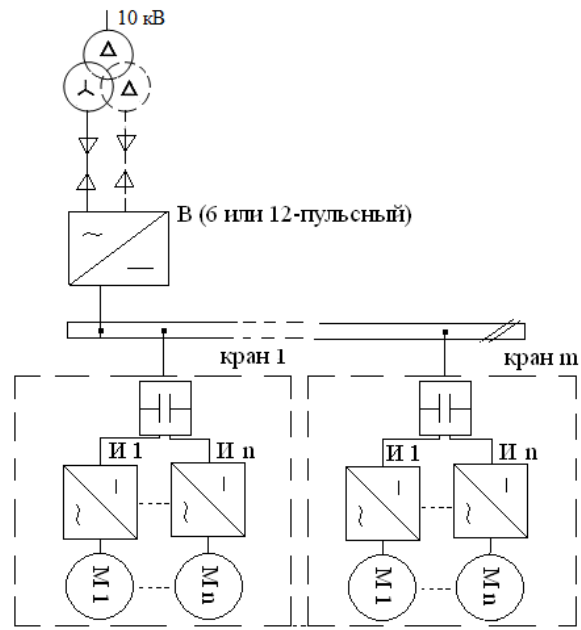 10 кВ
В (6 или 12-пульсный)
кран 1
кран m
И 1
И n
И 1
И n
М 1
М n
М 1
М n